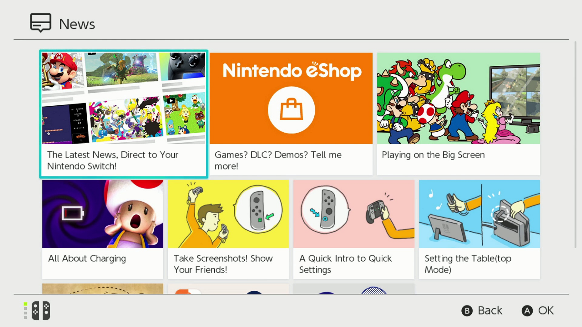 News
Nintendo eShop
The Latest News, Direct to Your
Nintendo Switch!
Games? DLC? Demos? Tell me
more!
Playing on the Big Screen
All About Charging
Take Screenshots! Show
Your Friends!
A Quick Intro to Quick
Settings
Setting the Table(top
Mode)
B Back
A OK